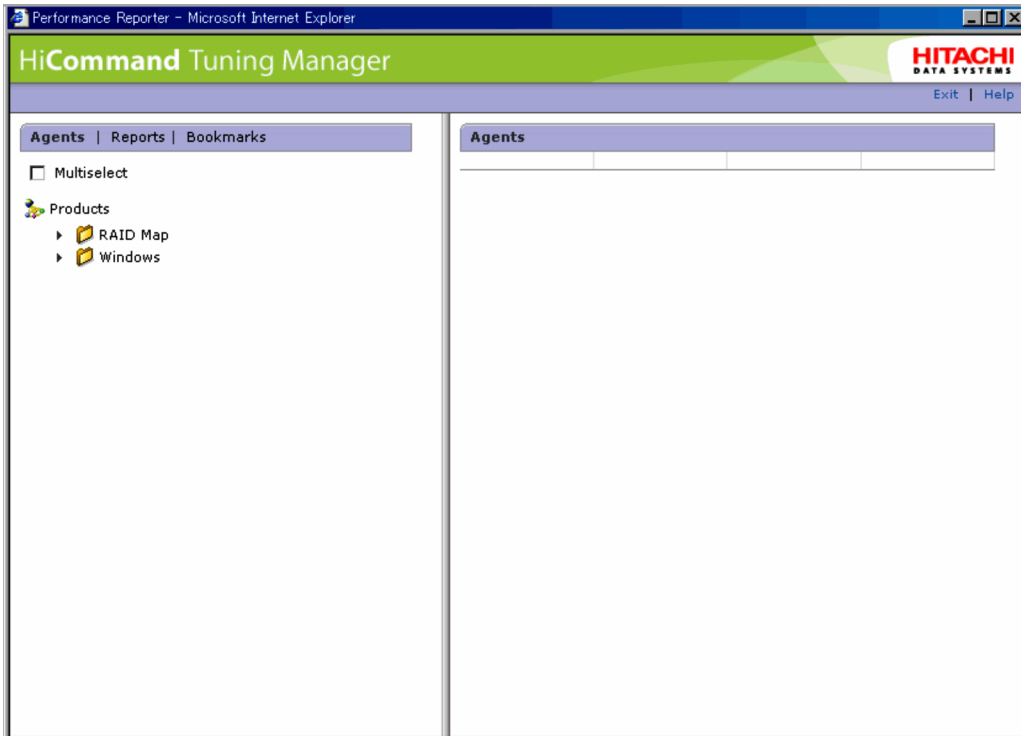 Performance Reporter - Microsoft Internet Explorer
HiCommand Tuning Manager
HITACHI
DATA SYSTEMS
Exit | Help
Agents | Reports | Bookmarks
Multiselect
Products
RAID Map
Windows
Agents